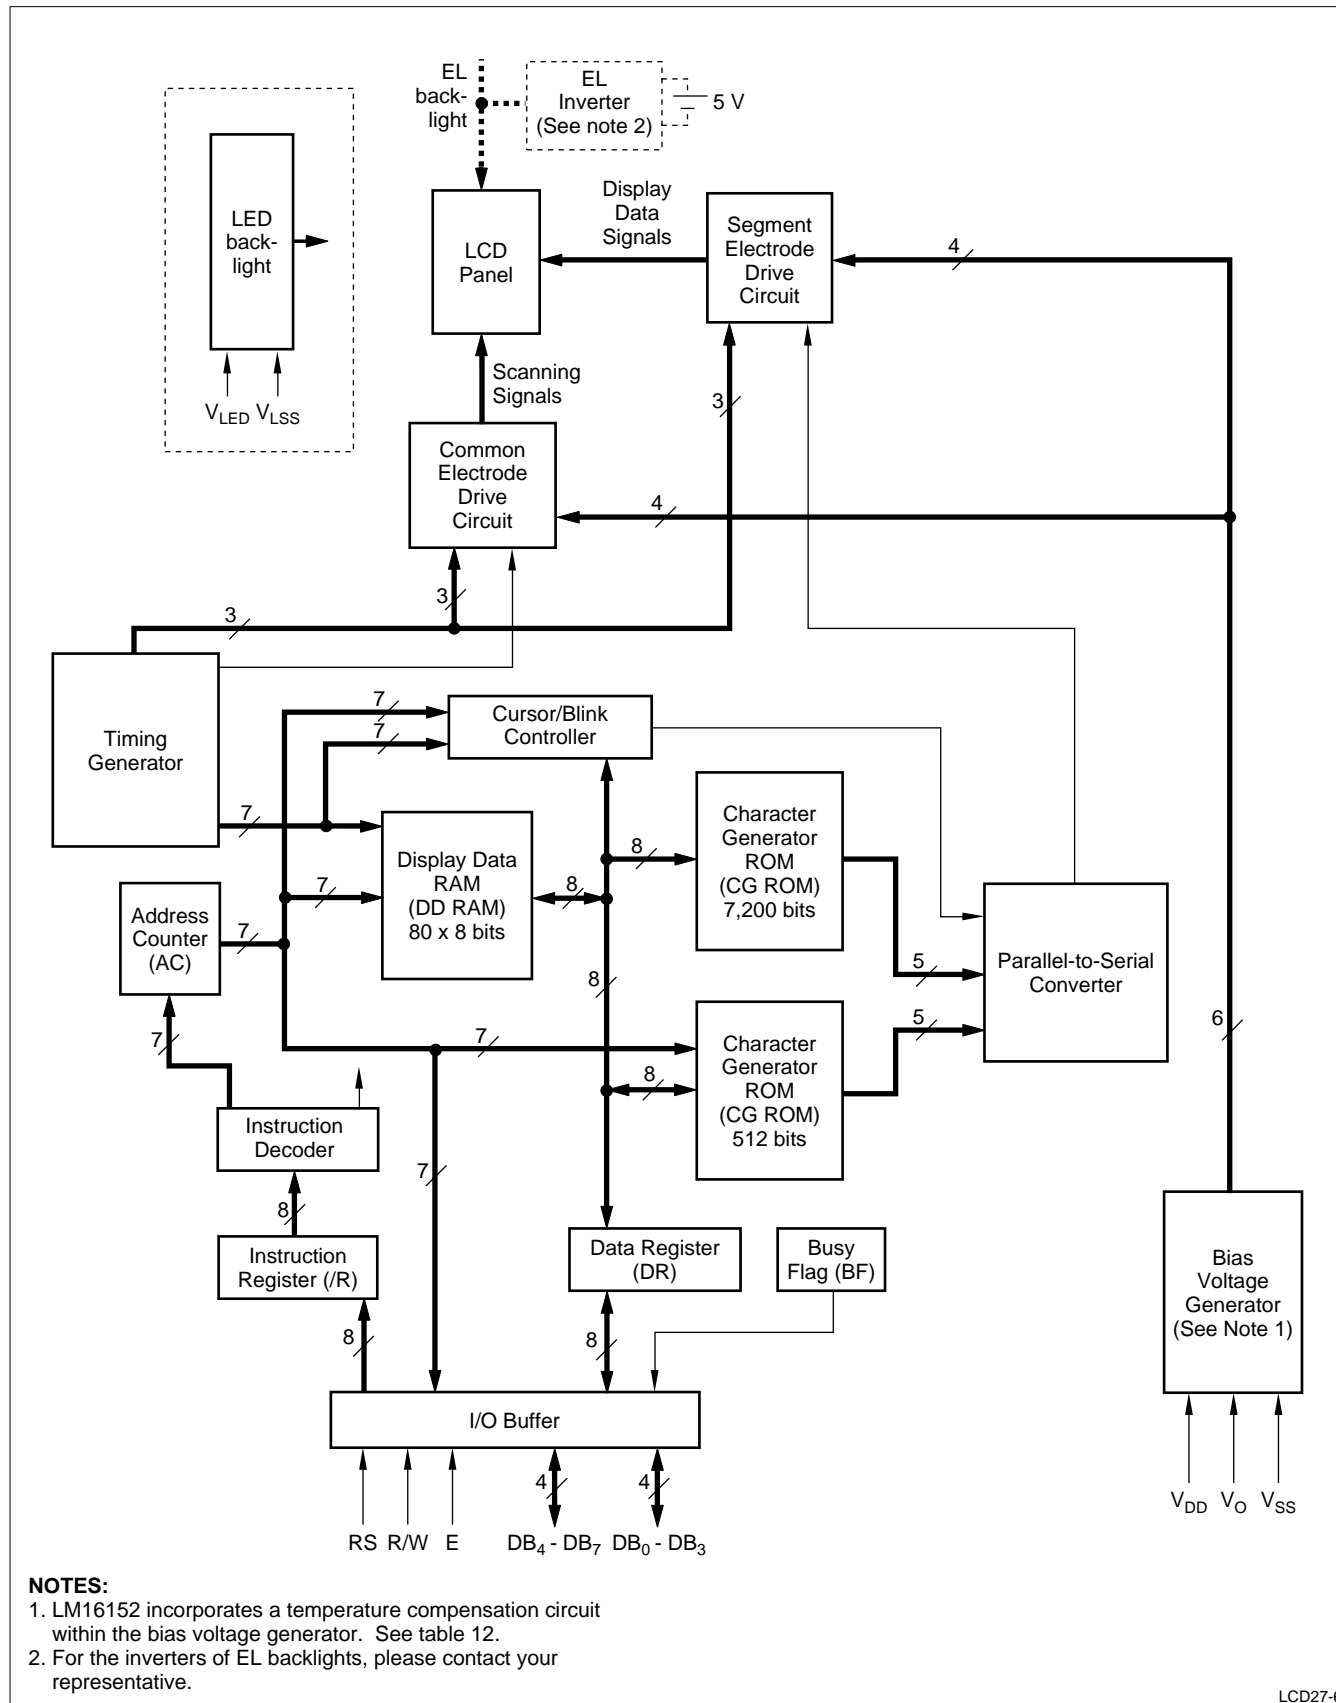 EL
back-
light
EL
Inverter
(See note 2)
5 V
LED
back-
light
VLED VLSS
LCD
Panel
Display
Data
Signals
Segment
Electrode
Drive
Circuit
4
Scanning
Signals
3
Common
Electrode
Drive
Circuit
4
3
3
Timing
Generator
7
7
Cursor/Blink
Controller
7
Display Data
RAM
(DD RAM)
80 x 8 bits
7
8
8
Character
Generator
ROM
(CG ROM)
7,200 bits
Address
Counter
(AC)
7
5
Parallel-to-Serial
Converter
8
7
7
8
Character
Generator
ROM
(CG ROM)
512 bits
5
6
Instruction
Decoder
7
8
Instruction
Register (/R)
Data Register
(DR)
Busy
Flag (BF)
Bias
Voltage
Generator
(See Note 1)
8
8
I/O Buffer
4
4
RS R/W E DB4 - DB7 DB0 - DB3
VDD VO VSS
NOTES:
1. LM16152 incorporates a temperature compensation circuit
within the bias voltage generator. See table 12.
2. For the inverters of EL backlights, please contact your
representative.